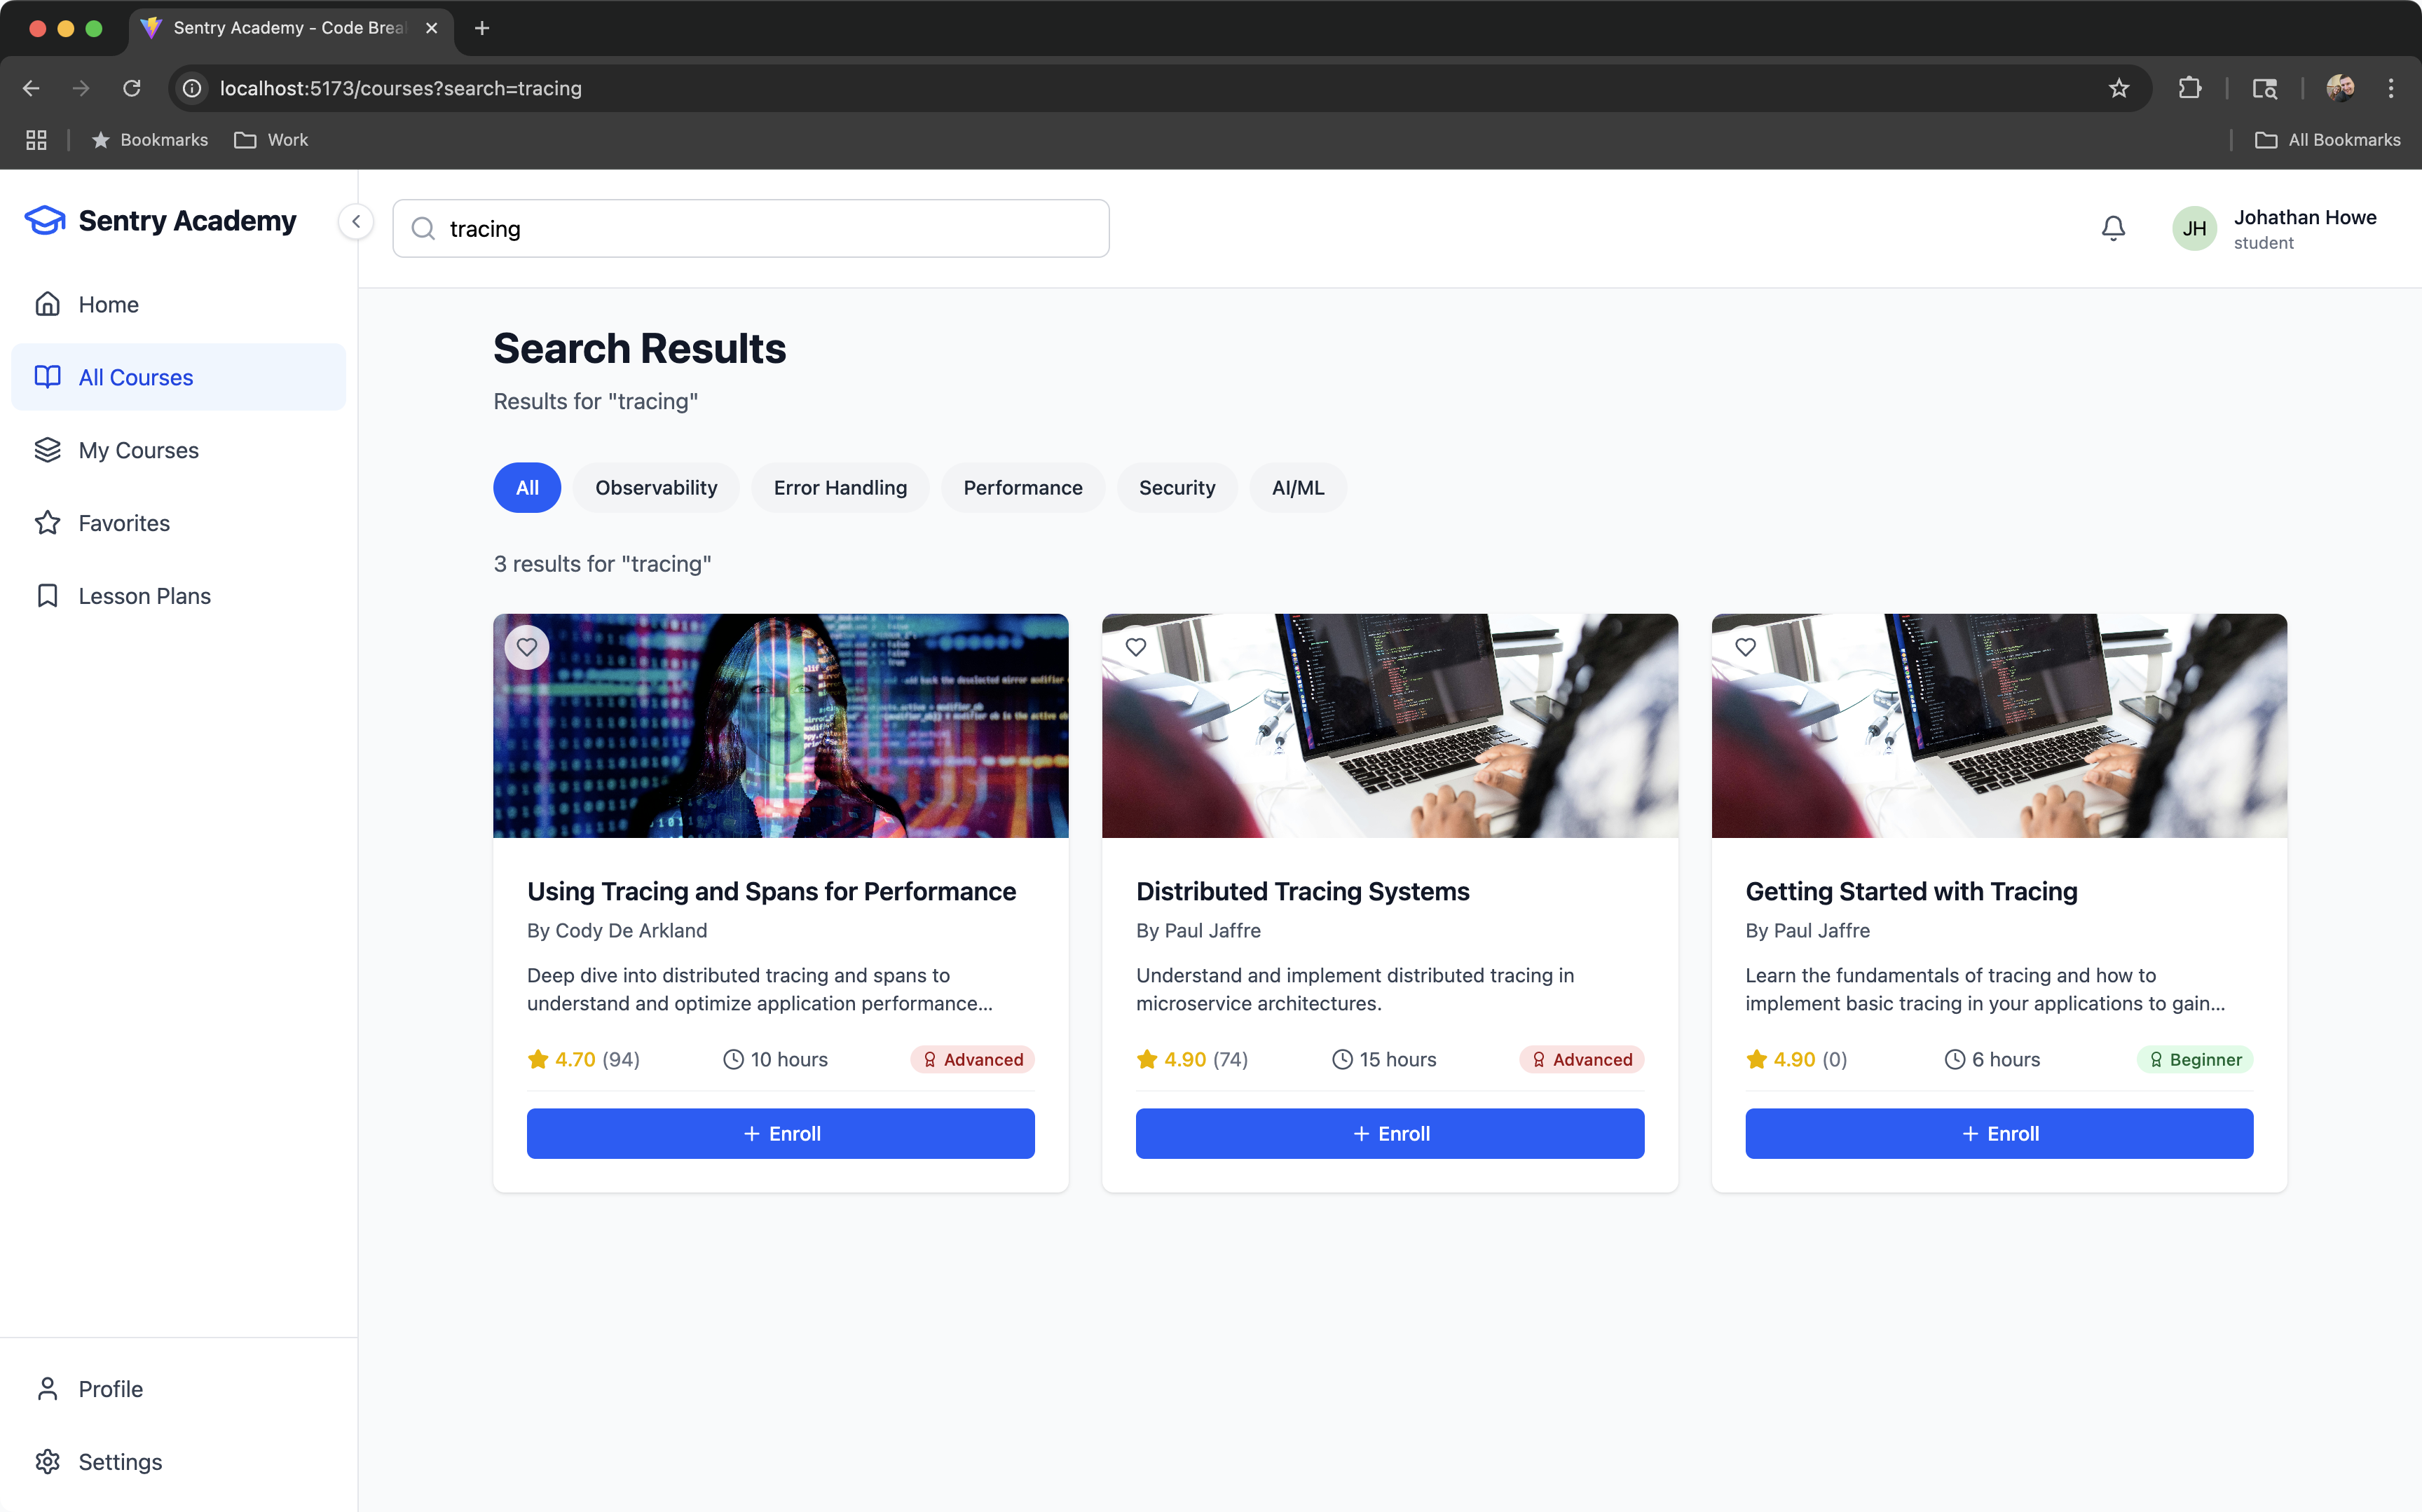 Sentry Academy - Code Brea
localhost:5173/courses?search=tracing
Bookmarks
Work
All Bookmarks
Sentry Academy
tracing
JH
Johathan Howe
student
Home
All Courses
My Courses
Favorites
Lesson Plans
Profile
Settings
Search Results
Results for "tracing"
All
Observability
Error Handling
Performance
Security
AI/ML
3 results for "tracing"
Using Tracing and Spans for Performance
By Cody De Arkland
Deep dive into distributed tracing and spans to
understand and optimize application performance...
4.70 (94)
10 hours
Advanced
+ Enroll
Distributed Tracing Systems
By Paul Jaffre
Understand and implement distributed tracing in
microservice architectures.
4.90 (74)
15 hours
Advanced
+ Enroll
Getting Started with Tracing
By Paul Jaffre
Learn the fundamentals of tracing and how to
implement basic tracing in your applications to gain...
4.90 (0)
6 hours
Beginner
+ Enroll